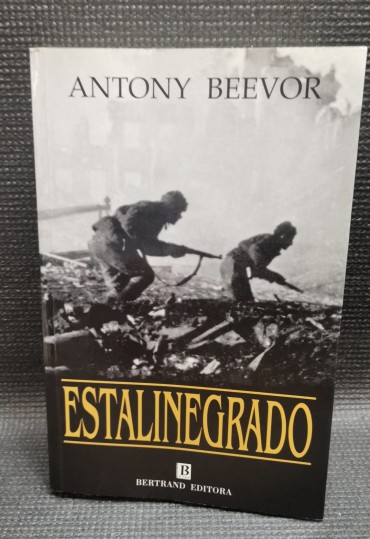 ANTONY BEEVOR
ESTALINEGRADO
B
BERTRAND EDITORA